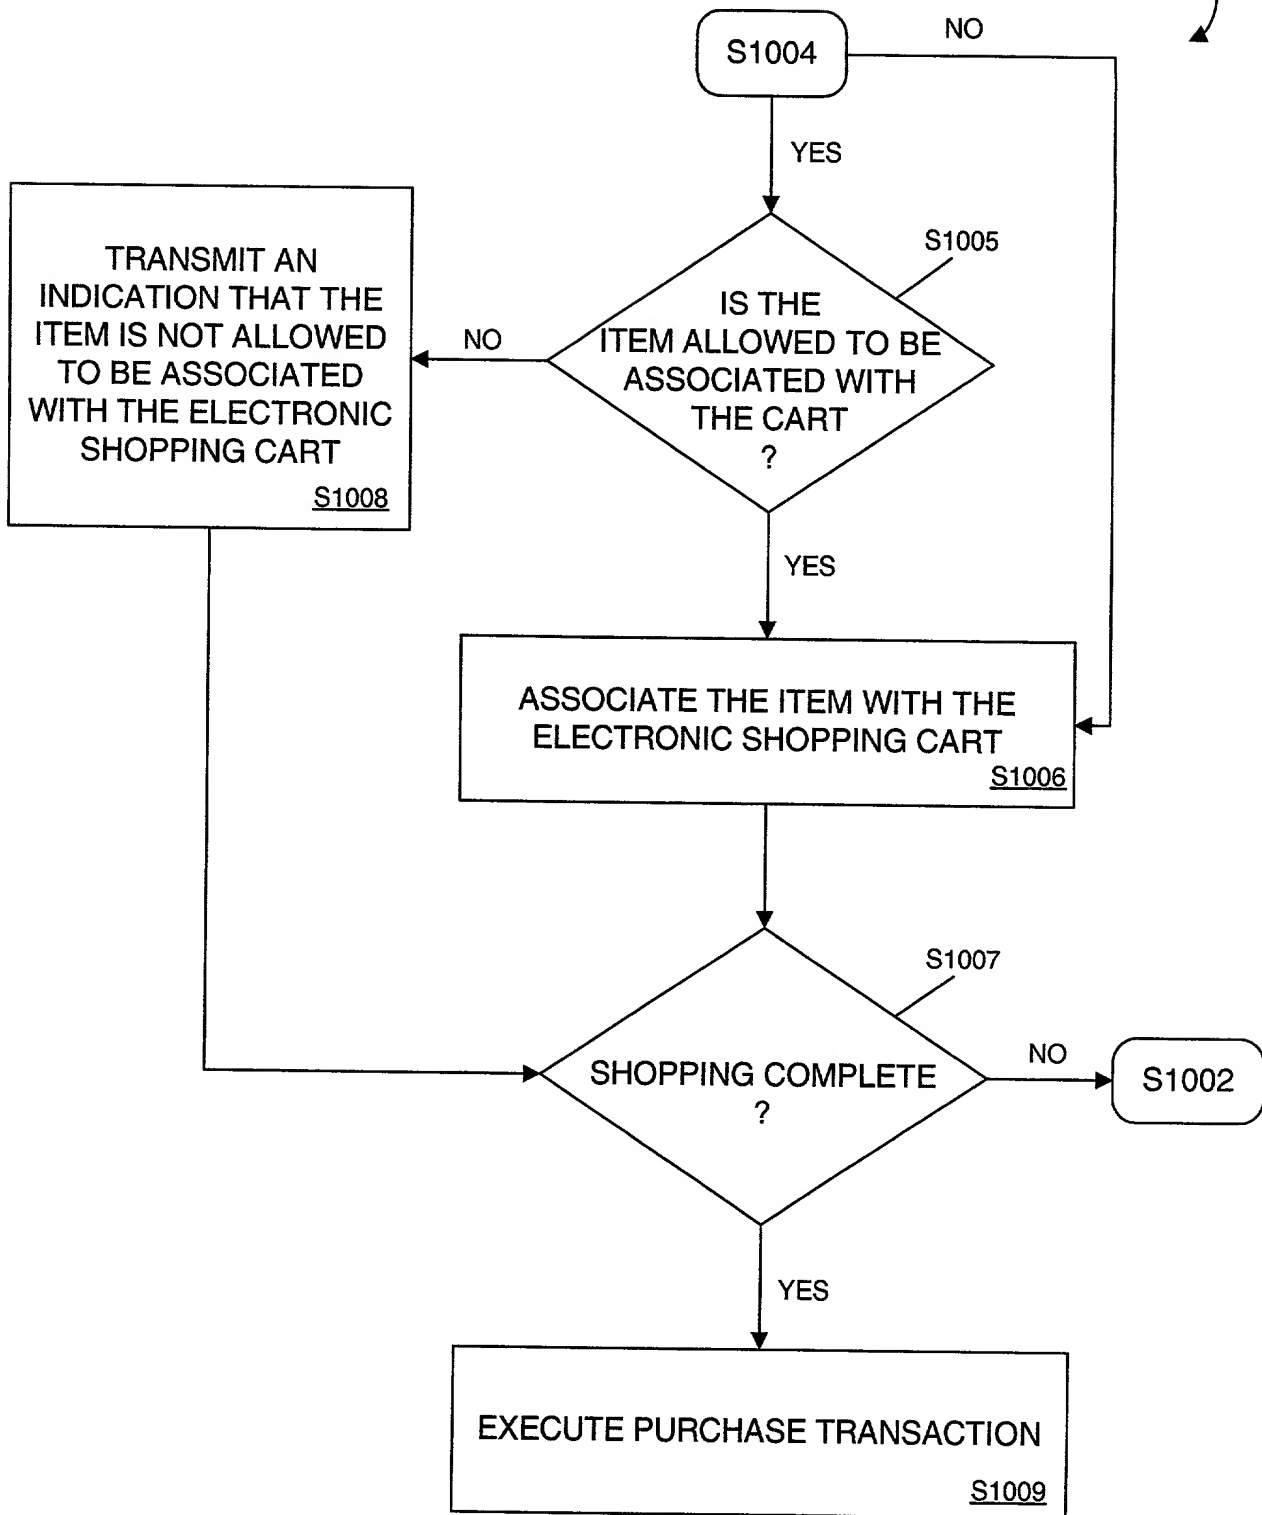 S1004
NO
YES
S1005
TRANSMIT AN
INDICATION THAT THE
ITEM IS NOT ALLOWED
TO BE ASSOCIATED
WITH THE ELECTRONIC
SHOPPING CART
S1008
NO
IS THE
ITEM ALLOWED TO BE
ASSOCIATED WITH
THE CART
?
YES
ASSOCIATE THE ITEM WITH THE
ELECTRONIC SHOPPING CART
S1006
S1007
SHOPPING COMPLETE
?
NO
S1002
YES
EXECUTE PURCHASE TRANSACTION
S1009